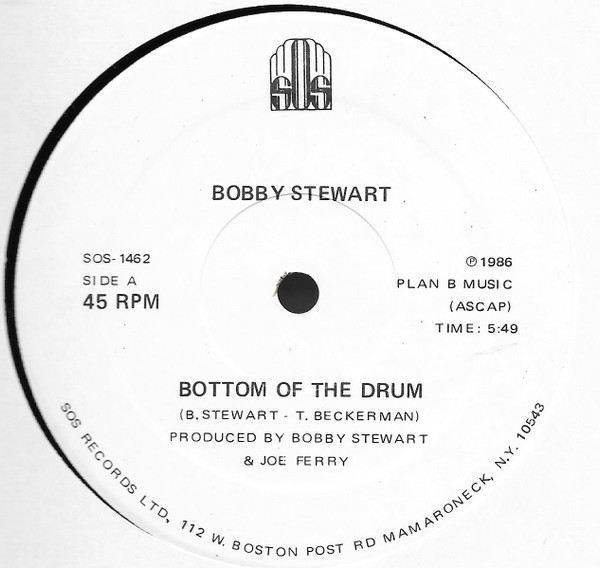 SOS
BOBBY STEWART
SOS-1462
SIDE A
45 RPM
℗ 1986
PLAN B MUSIC
(ASCAP)
TIME: 5:49
BOTTOM OF THE DRUM
(B. STEWART - T. BECKERMAN)
PRODUCED BY BOBBY STEWART
& JOE FERRY
SOS RECORDS LTD, 112 W. BOSTON POST RD MAMARONECK, N.Y. 10543